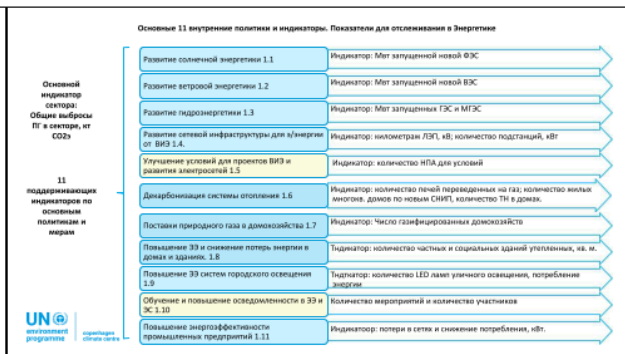 Основные 11 внутренние политики и индикаторы. Показатели для отслеживания в Энергетике
Основной
индикатор
сектора:
Общие выбросы
ПГ в секторе, кт
СО2э
11
поддерживающих
индикаторов по
основным
политикам и
мерам
Развитие солнечной энергетики 1.1
Индикатор: Мвт запущенной новой ФЭС
Развитие ветровой энергетики 1.2
Индикатор: Мвт запущенной новой ВЭС
Развитие гидроэнергетики 1.3
Индикатор: Мвт запущенных ГЭС и МГЭС
Развитие сетевой инфраструктуры для э/энергии
от ВИЭ 1.4.
Индикатор: километраж ЛЭП, кВ; количество подстанций, кВт
Улучшение условий для проектов ВИЭ и
развития электросетей 1.5
Индикатор: количество НПА для условий
Декарбонизация системы отопления 1.6
Индикатор: количество печей переведенных на газ; количество жилых
многокв. домов по новым СНИП, количество ТН в домах.
Поставки природного газа в домохозяйства 1.7
Индикатор: Число газифицированных домохозяйств
Повышение ЭЭ и снижение потерь энергии в
домах и зданиях. 1.8
Тндикатор: количество частных и социальных зданий утепленных, кв. м.
Повышение ЭЭ систем городского освещения
1.9
Тндткатор: количество LED ламп уличного освещения, потребление
энергии
Обучение и повышение осведомленности в ЭЭ и
ЭС 1.10
Количество мероприятий и количество участников
Повышение энергоэффективности
промышленных предприятий 1.11
Индикатоор: потери в сетях и снижение потребления, кВт.
UN
environment
programme
copenhagen
climate centre